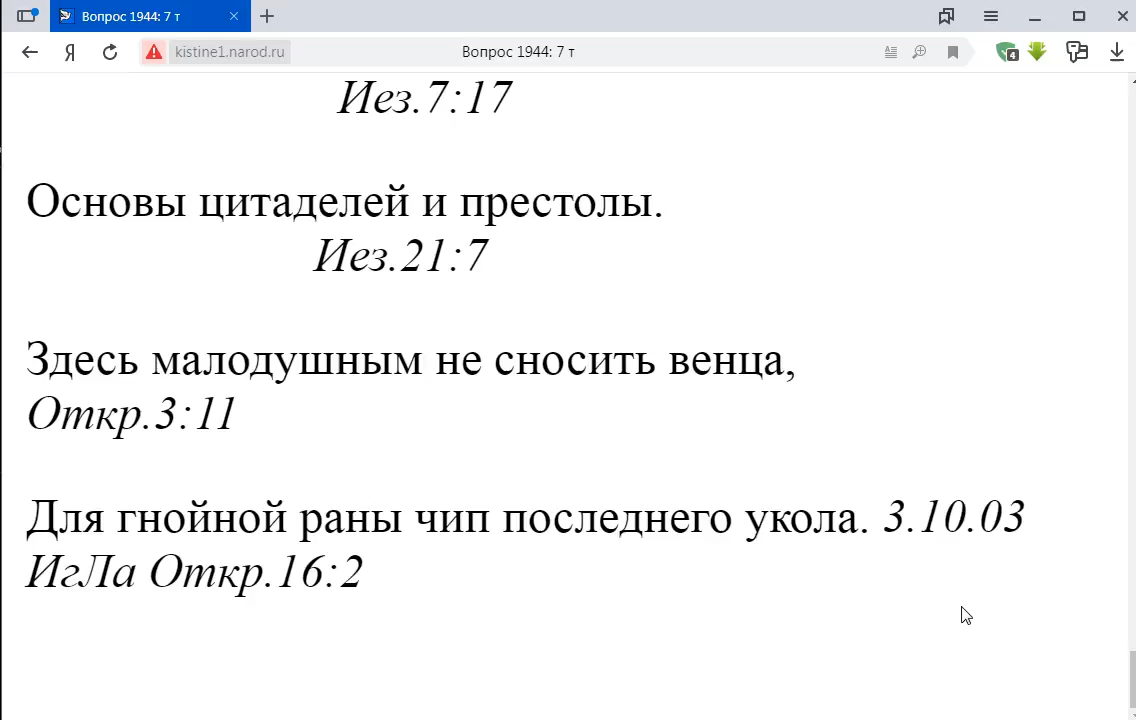 Вопрос 1944: 7 т
Я
kistine1.narod.ru
Вопрос 1944: 7 т
4
Иез.7:17
Основы цитаделей и престолы.
Иез.21:7
Здесь малодушным не сносить венца,
Откр.3:11
Для гнойной раны чип последнего укола. 3.10.03
ИгЛа Откр.16:2